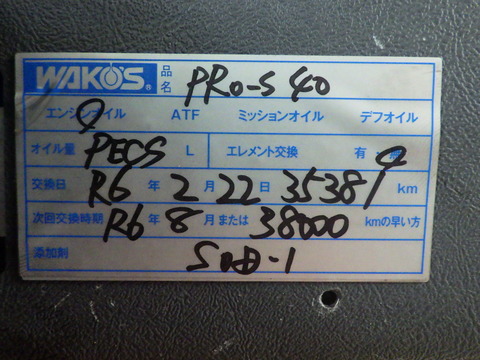 WAKO'S® 品名 PRO-S 40
エンジンオイル ATF ミッションオイル デフオイル
オイル量 PECS L エレメント交換 有
交換日 R6 年 2 月 22 日 35381 km
次回交換時期 R6 年 8 月または 38000 kmの早い方
添加剤 S